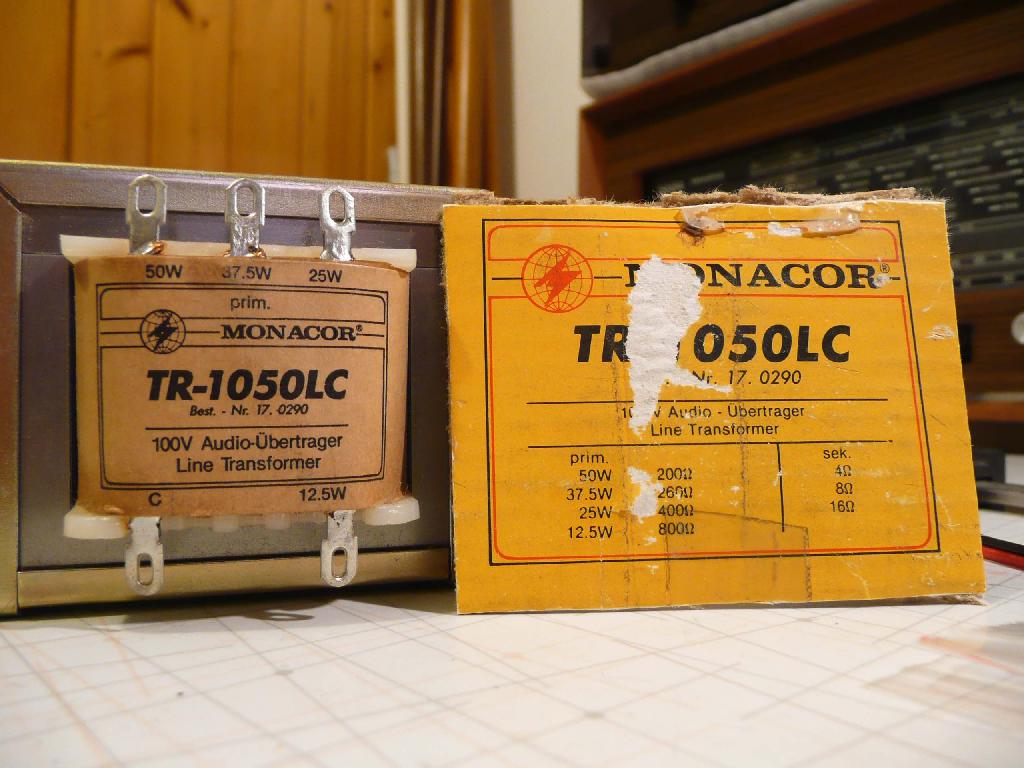 50W 37.5W 25W
prim.
MONACOR®
TR-1050LC
Best. - Nr. 17. 0290
100V Audio-Übertrager
Line Transformer
C 12.5W
MONACOR®
TR 1050LC
Nr. 17. 0290
Audio - Übertrager
Line Transformer
prim. sek.
50W 200Ω 4Ω
37.5W 260Ω 8Ω
25W 400Ω 16Ω
12.5W 800Ω